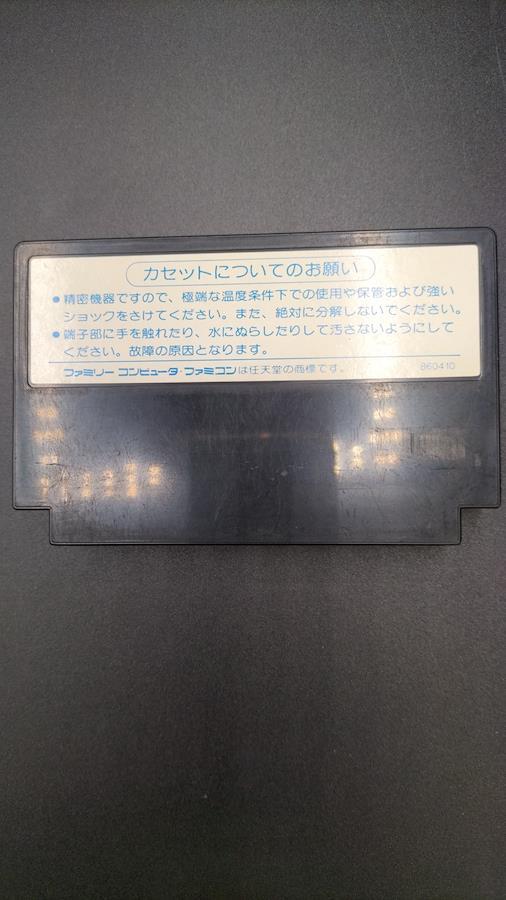 カセットについてのお願い
●精密機器ですので、極端な温度条件下での使用や保管および強い
ショックをさけてください。また、絶対に分解しないでください。
●端子部に手を触れたり、水にぬらしたりして汚さないようにして
ください。故障の原因となります。
ファミリー コンピュータ・ファミコンは任天堂の商標です。 860410